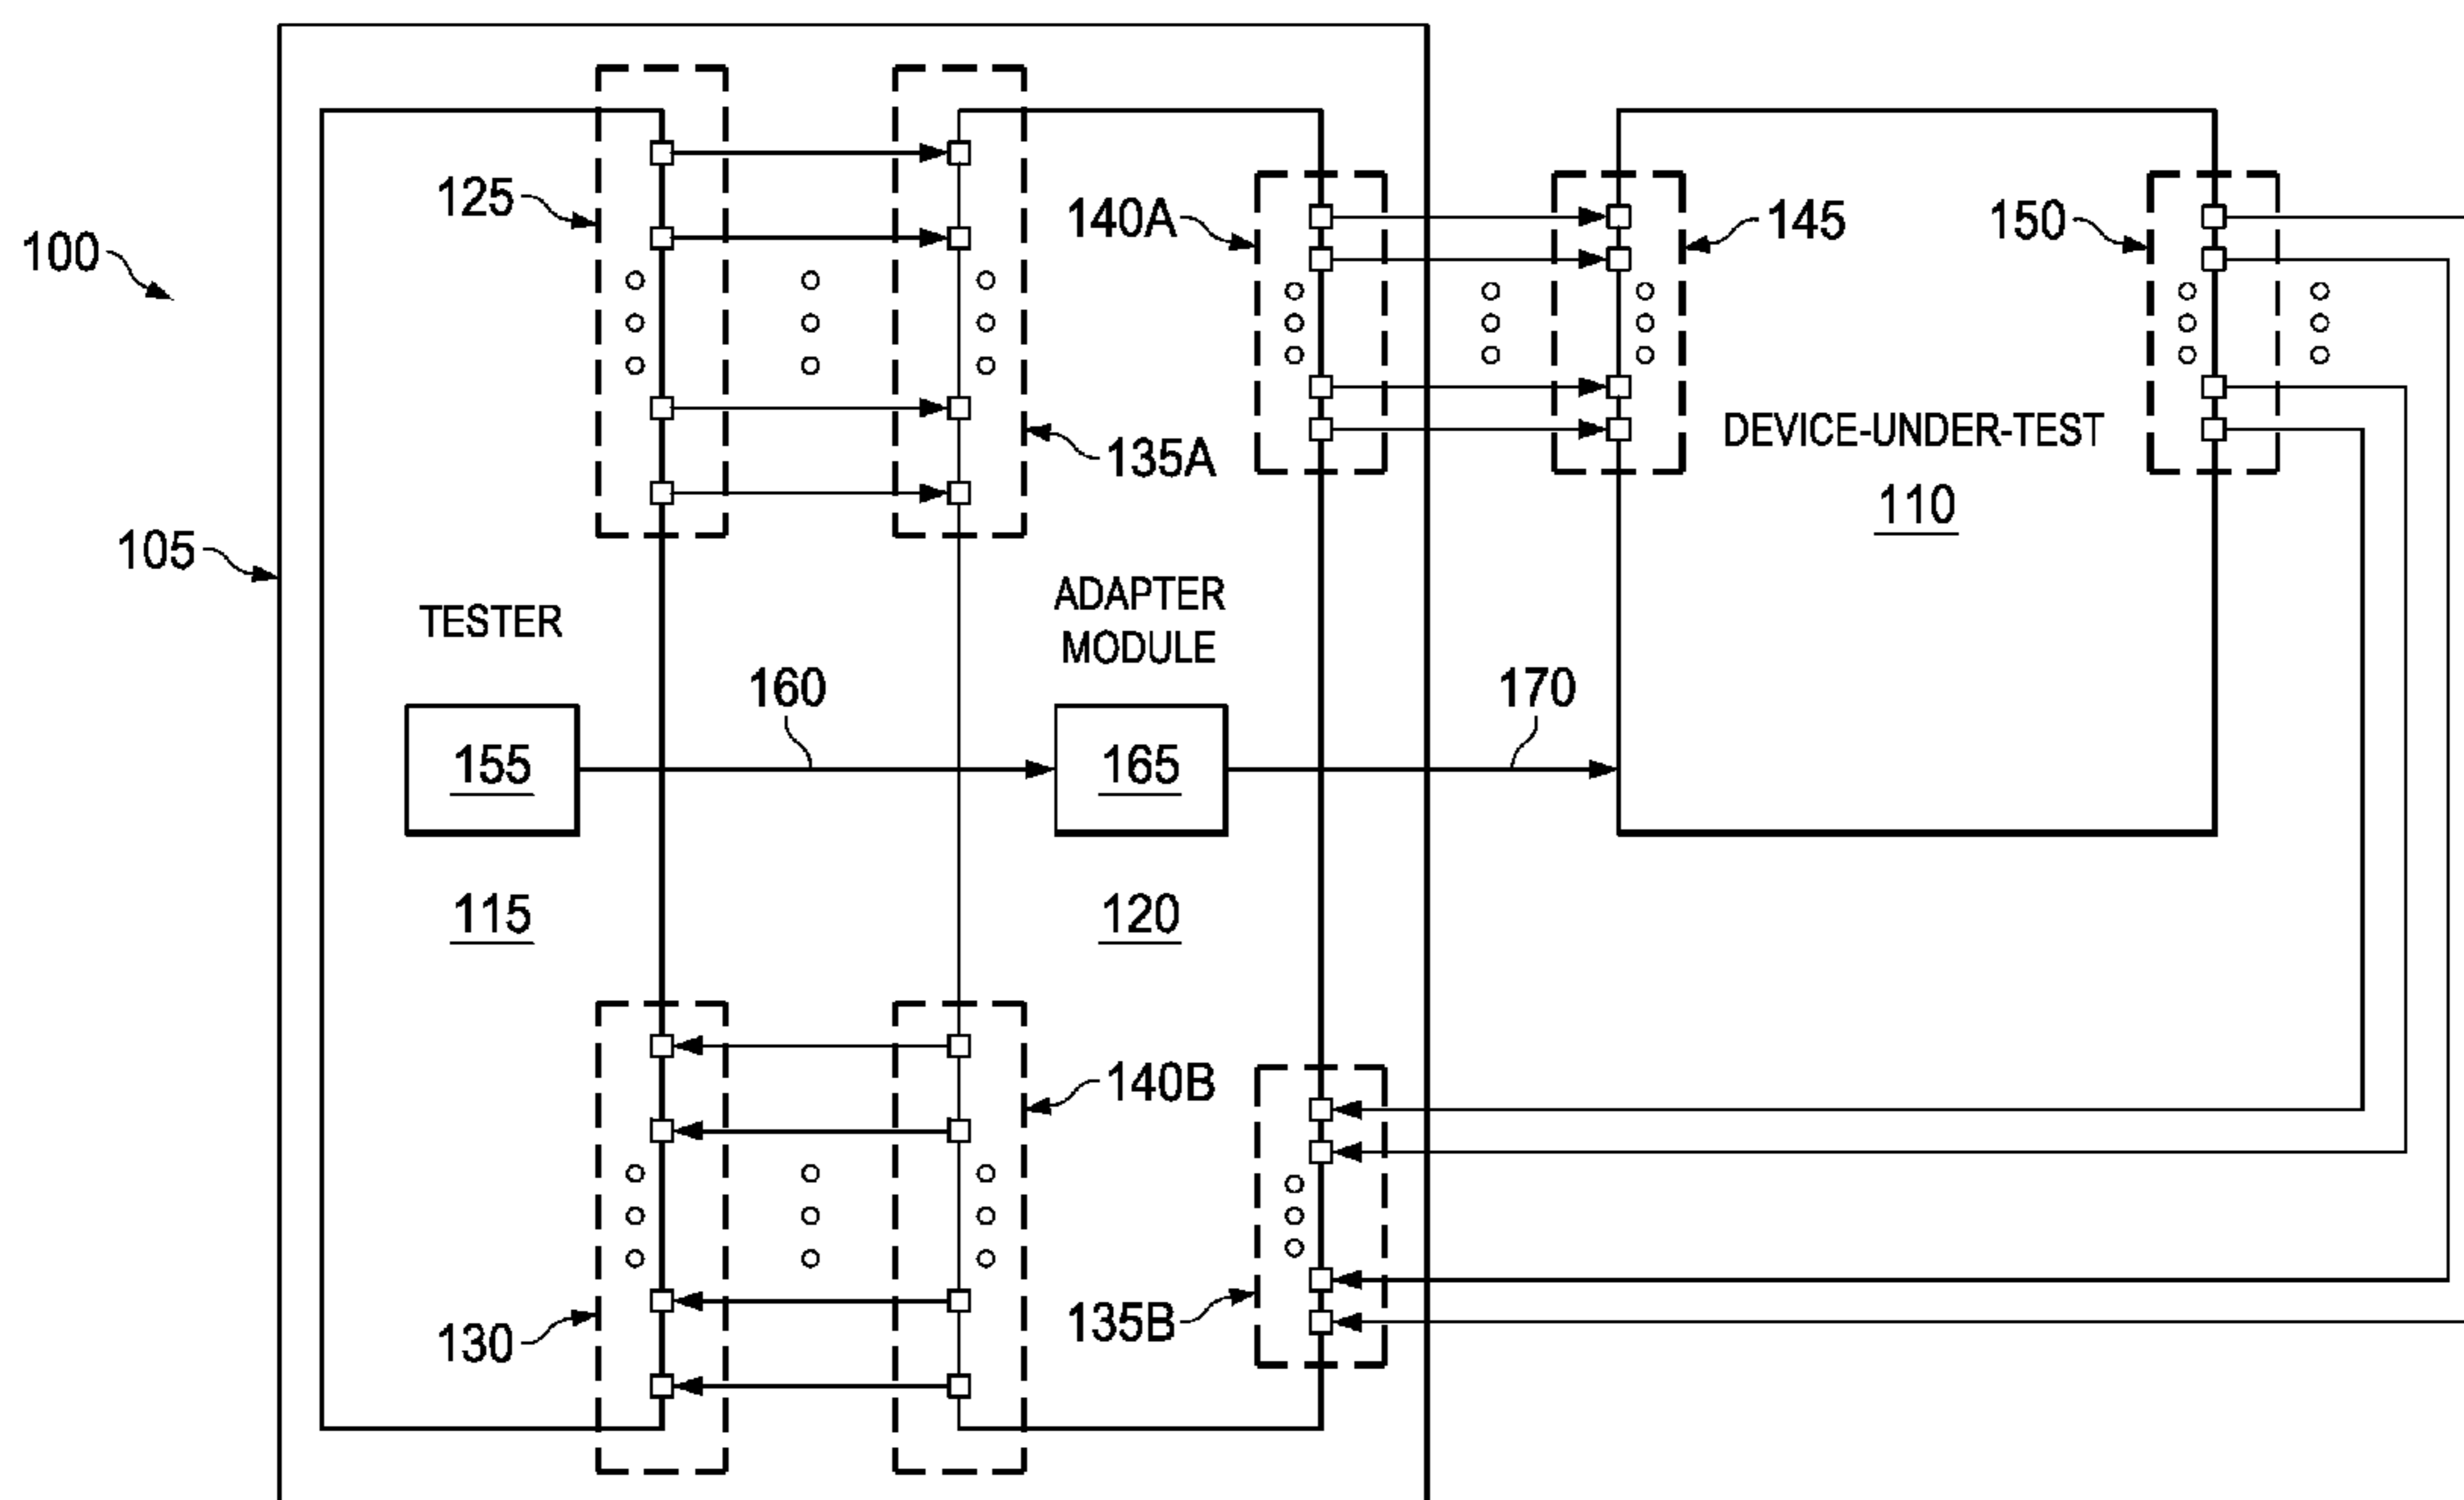 125
140A
145
150
100
135A
DEVICE-UNDER-TEST
110
105
TESTER
ADAPTER
MODULE
160
170
155
165
115
120
140B
130
135B